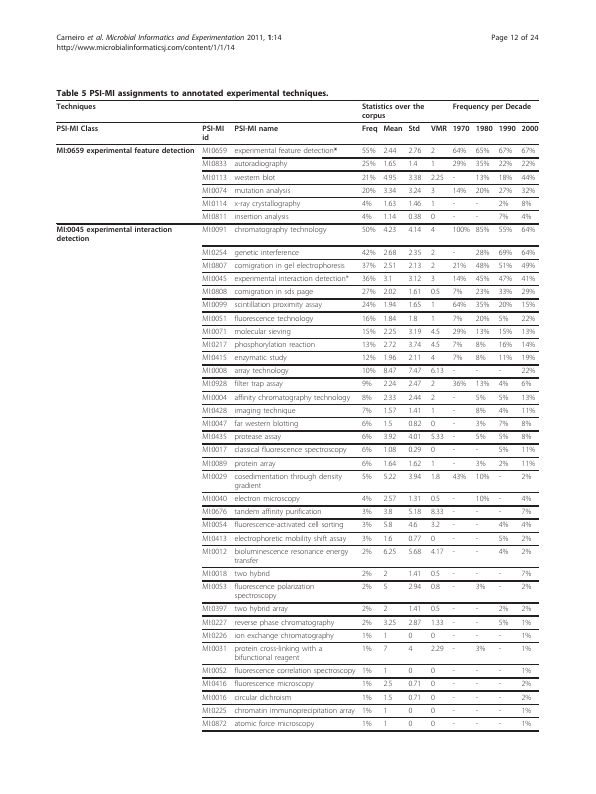 Carneiro et al. Microbial Informatics and Experimentation 2011, 1:14 Page 12 of 24
http://www.microbialinformaticsj.com/content/1/1/14
Table 5 PSI-MI assignments to annotated experimental techniques.
Techniques Statistics over the corpus Frequency per Decade
PSI-MI Class PSI-MI id PSI-MI name Freq Mean Std VMR 1970 1980 1990 2000
MI:0659 experimental feature detection MI:0659 experimental feature detection* 55% 2.44 2.76 2 64% 65% 67% 67%
MI:0833 autoradiography 25% 1.65 1.4 1 29% 35% 22% 22%
MI:0113 western blot 21% 4.95 3.38 2.25 - 13% 18% 44%
MI:0074 mutation analysis 20% 3.34 3.24 3 14% 20% 27% 32%
MI:0114 x-ray crystallography 4% 1.63 1.46 1 - - 2% 8%
MI:0811 insertion analysis 4% 1.14 0.38 0 - - 7% 4%
MI:0045 experimental interaction detection MI:0091 chromatography technology 50% 4.23 4.14 4 100% 85% 55% 64%
MI:0254 genetic interference 42% 2.68 2.35 2 - 28% 69% 64%
MI:0807 comigration in gel electrophoresis 37% 2.51 2.13 2 21% 48% 51% 49%
MI:0045 experimental interaction detection* 36% 3.1 3.12 3 14% 45% 47% 41%
MI:0808 comigration in sds page 27% 2.02 1.61 0.5 7% 23% 33% 29%
MI:0099 scintillation proximity assay 24% 1.94 1.65 1 64% 35% 20% 15%
MI:0051 fluorescence technology 16% 1.84 1.8 1 7% 20% 5% 22%
MI:0071 molecular sieving 15% 2.25 3.19 4.5 29% 13% 15% 13%
MI:0217 phosphorylation reaction 13% 2.72 3.74 4.5 7% 8% 16% 14%
MI:0415 enzymatic study 12% 1.96 2.11 4 7% 8% 11% 19%
MI:0008 array technology 10% 8.47 7.47 6.13 - - - 22%
MI:0928 filter trap assay 9% 2.24 2.47 2 36% 13% 4% 6%
MI:0004 affinity chromatography technology 8% 2.33 2.44 2 - 5% 5% 13%
MI:0428 imaging technique 7% 1.57 1.41 1 - 8% 4% 11%
MI:0047 far western blotting 6% 1.5 0.82 0 - 3% 7% 8%
MI:0435 protease assay 6% 3.92 4.01 5.33 - 5% 5% 8%
MI:0017 classical fluorescence spectroscopy 6% 1.08 0.29 0 - - 5% 11%
MI:0089 protein array 6% 1.64 1.62 1 - 3% 2% 11%
MI:0029 cosedimentation through density gradient 5% 5.22 3.94 1.8 43% 10% - 2%
MI:0040 electron microscopy 4% 2.57 1.31 0.5 - 10% - 4%
MI:0676 tandem affinity purification 3% 3.8 5.18 8.33 - - - 7%
MI:0054 fluorescence-activated cell sorting 3% 5.8 4.6 3.2 - - 4% 4%
MI:0413 electrophoretic mobility shift assay 3% 1.6 0.77 0 - - 5% 2%
MI:0012 bioluminescence resonance energy transfer 2% 6.25 5.68 4.17 - - 4% 2%
MI:0018 two hybrid 2% 2 1.41 0.5 - - - 7%
MI:0053 fluorescence polarization spectroscopy 2% 5 2.94 0.8 - 3% - 2%
MI:0397 two hybrid array 2% 2 1.41 0.5 - - 2% 2%
MI:0227 reverse phase chromatography 2% 3.25 2.87 1.33 - - 5% 1%
MI:0226 ion exchange chromatography 1% 1 0 0 - - - 1%
MI:0031 protein cross-linking with a bifunctional reagent 1% 7 4 2.29 - 3% - 1%
MI:0052 fluorescence correlation spectroscopy 1% 1 0 0 - - - 1%
MI:0416 fluorescence microscopy 1% 2.5 0.71 0 - - - 2%
MI:0016 circular dichroism 1% 1.5 0.71 0 - - - 2%
MI:0225 chromatin immunoprecipitation array 1% 1 0 0 - - - 1%
MI:0872 atomic force microscopy 1% 1 0 0 - - - 1%